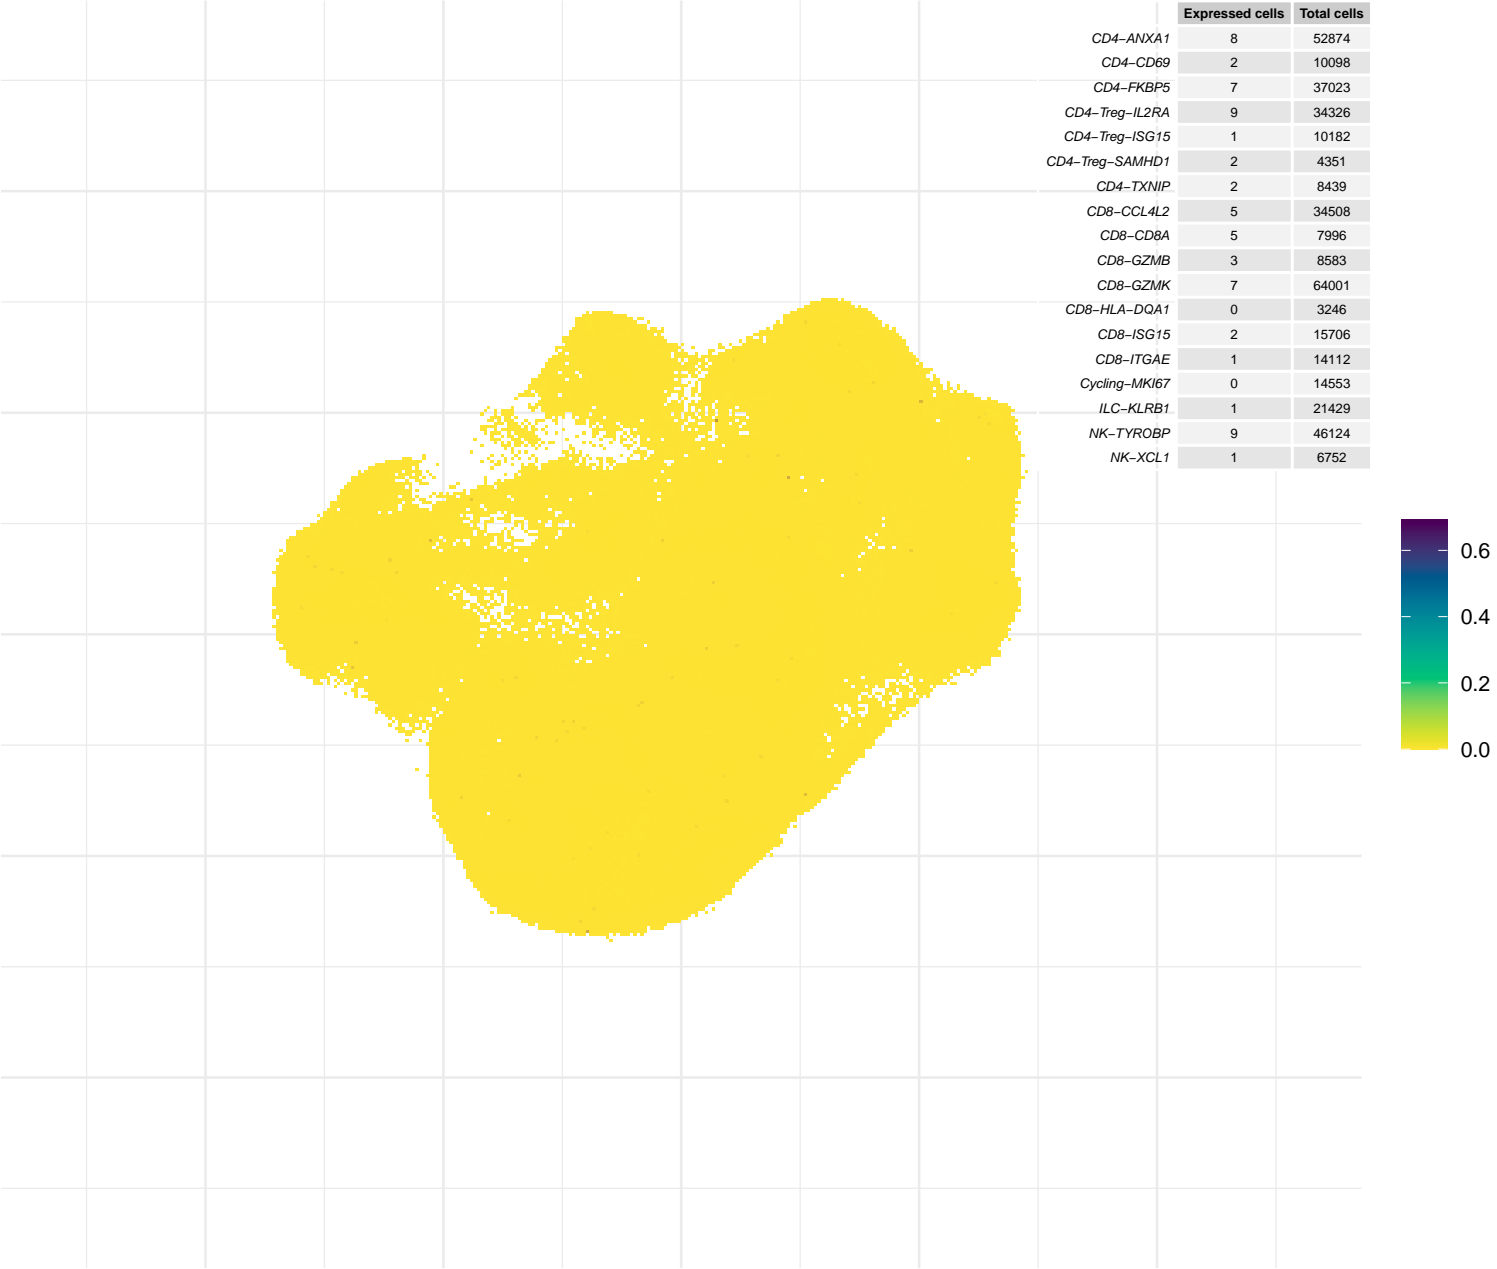 Expressed cells Total cells
CD4−ANXA1 8 52874
CD4−CD69 2 10098
CD4−FKBP5 7 37023
CD4−Treg−IL2RA 9 34326
CD4−Treg−ISG15 1 10182
CD4−Treg−SAMHD1 2 4351
CD4−TXNIP 2 8439
CD8−CCL4L2 5 34508
CD8−CD8A 5 7996
CD8−GZMB 3 8583
CD8−GZMK 7 64001
CD8−HLA−DQA1 0 3246
CD8−ISG15 2 15706
CD8−ITGAE 1 14112
Cycling−MKI67 0 14553
ILC−KLRB1 1 21429
NK−TYROBP 9 46124
NK−XCL1 1 6752
0.6
0.4
0.2
0.0